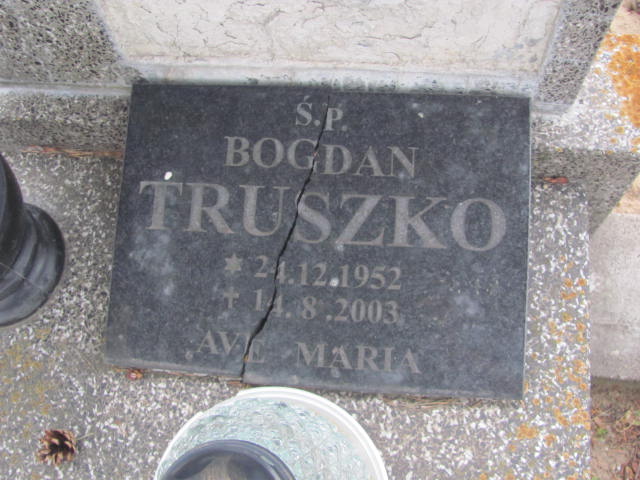 Ś.P.
BOGDAN
TRUSZKO
* 24.12.1952
† 14.8.2003
AVE MARIA